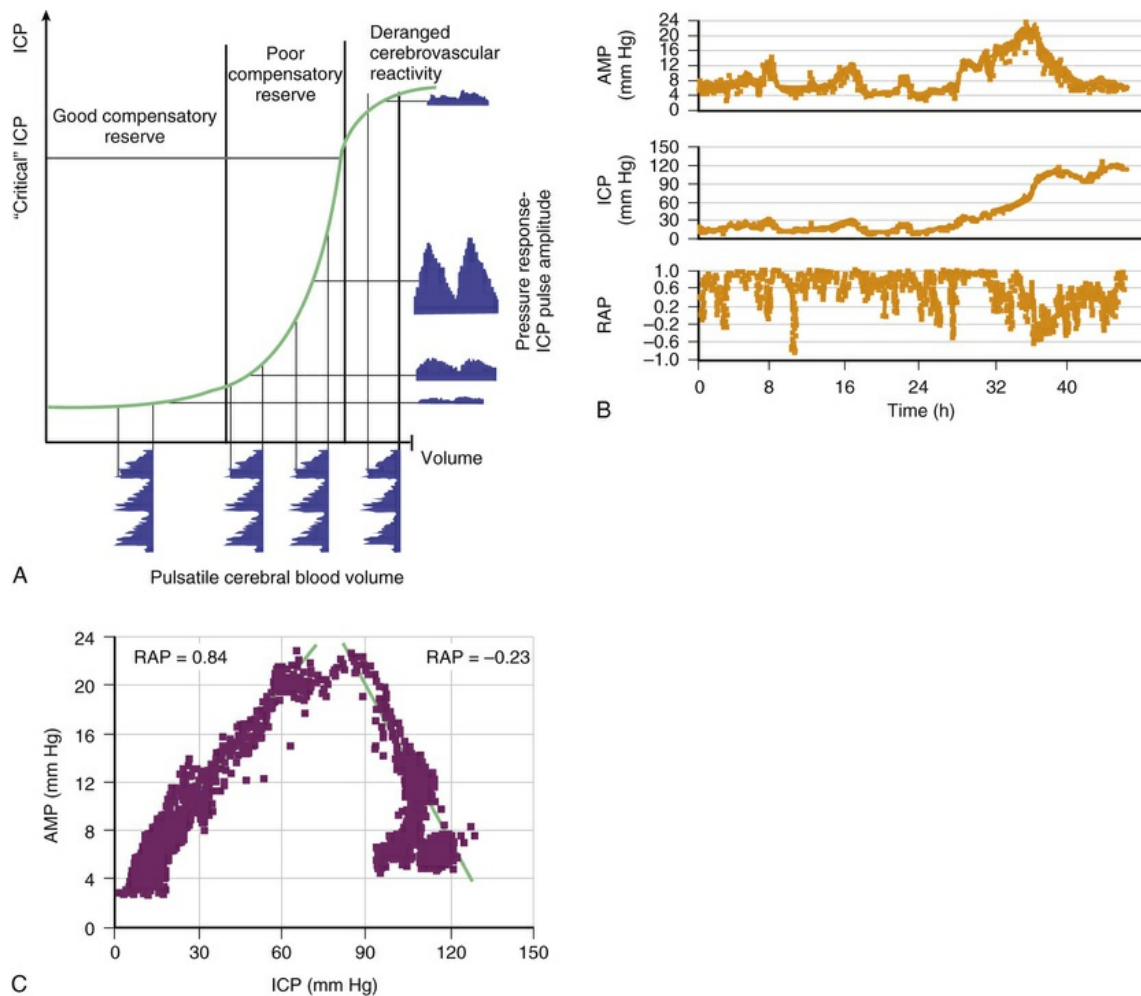 ICP
"Critical" ICP
Good compensatory
reserve
Poor
compensatory
reserve
Deranged
cerebrovascular
reactivity
Pressure response-
ICP pulse amplitude
Volume
Pulsatile cerebral blood volume
A
AMP
(mm Hg)
24
20
16
12
8
4
0
ICP
(mm Hg)
150
120
90
60
30
0
RAP
1.0
0.6
0.2
−0.2
−0.6
−1.0
0 8 16 24 32 40
Time (h)
B
RAP = 0.84
RAP = −0.23
AMP (mm Hg)
24
20
16
12
8
4
0
0 30 60 90 120 150
ICP (mm Hg)
C